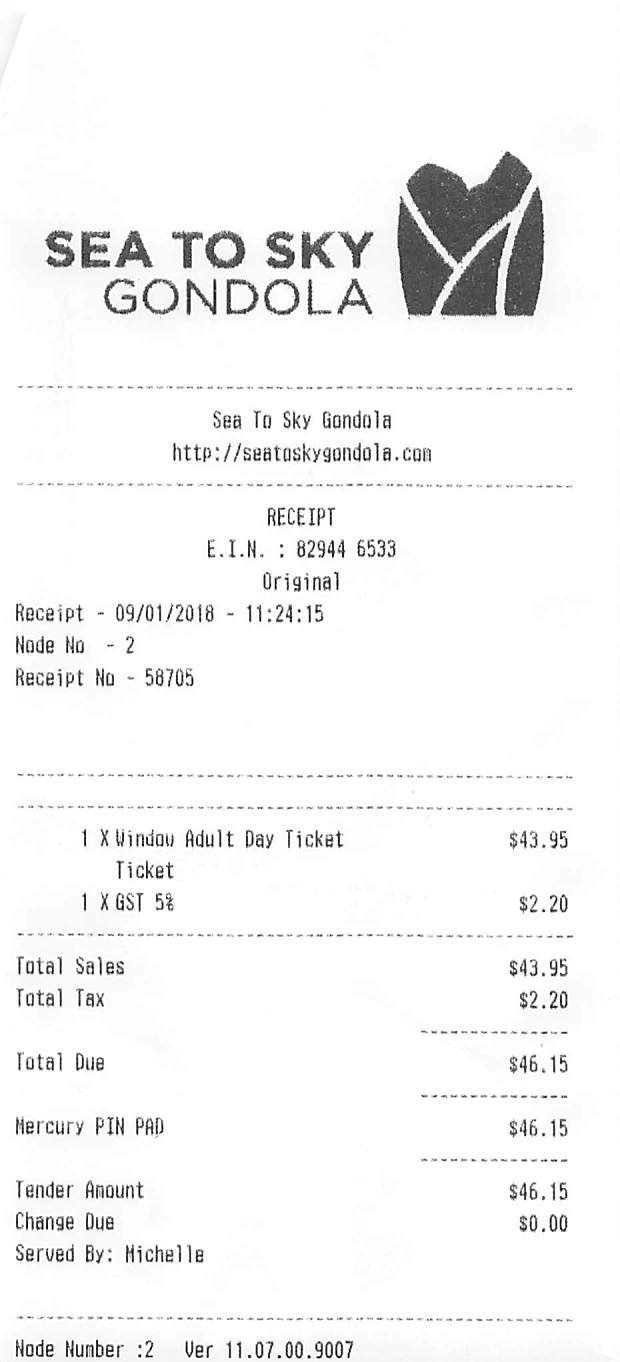 SEA TO SKY
GONDOLA
Sea To Sky Gondola
http://seatoskygondola.com
RECEIPT
E.I.N. : 82944 6533
Original
Receipt - 09/01/2018 - 11:24:15
Node No - 2
Receipt No - 58705
1 X Window Adult Day Ticket $43.95
Ticket
1 X GST 5% $2.20
Total Sales $43.95
Total Tax $2.20
Total Due $46.15
Mercury PIN PAD $46.15
Tender Amount $46.15
Change Due $0.00
Served By: Michelle
Node Number :2 Ver 11.07.00.9007